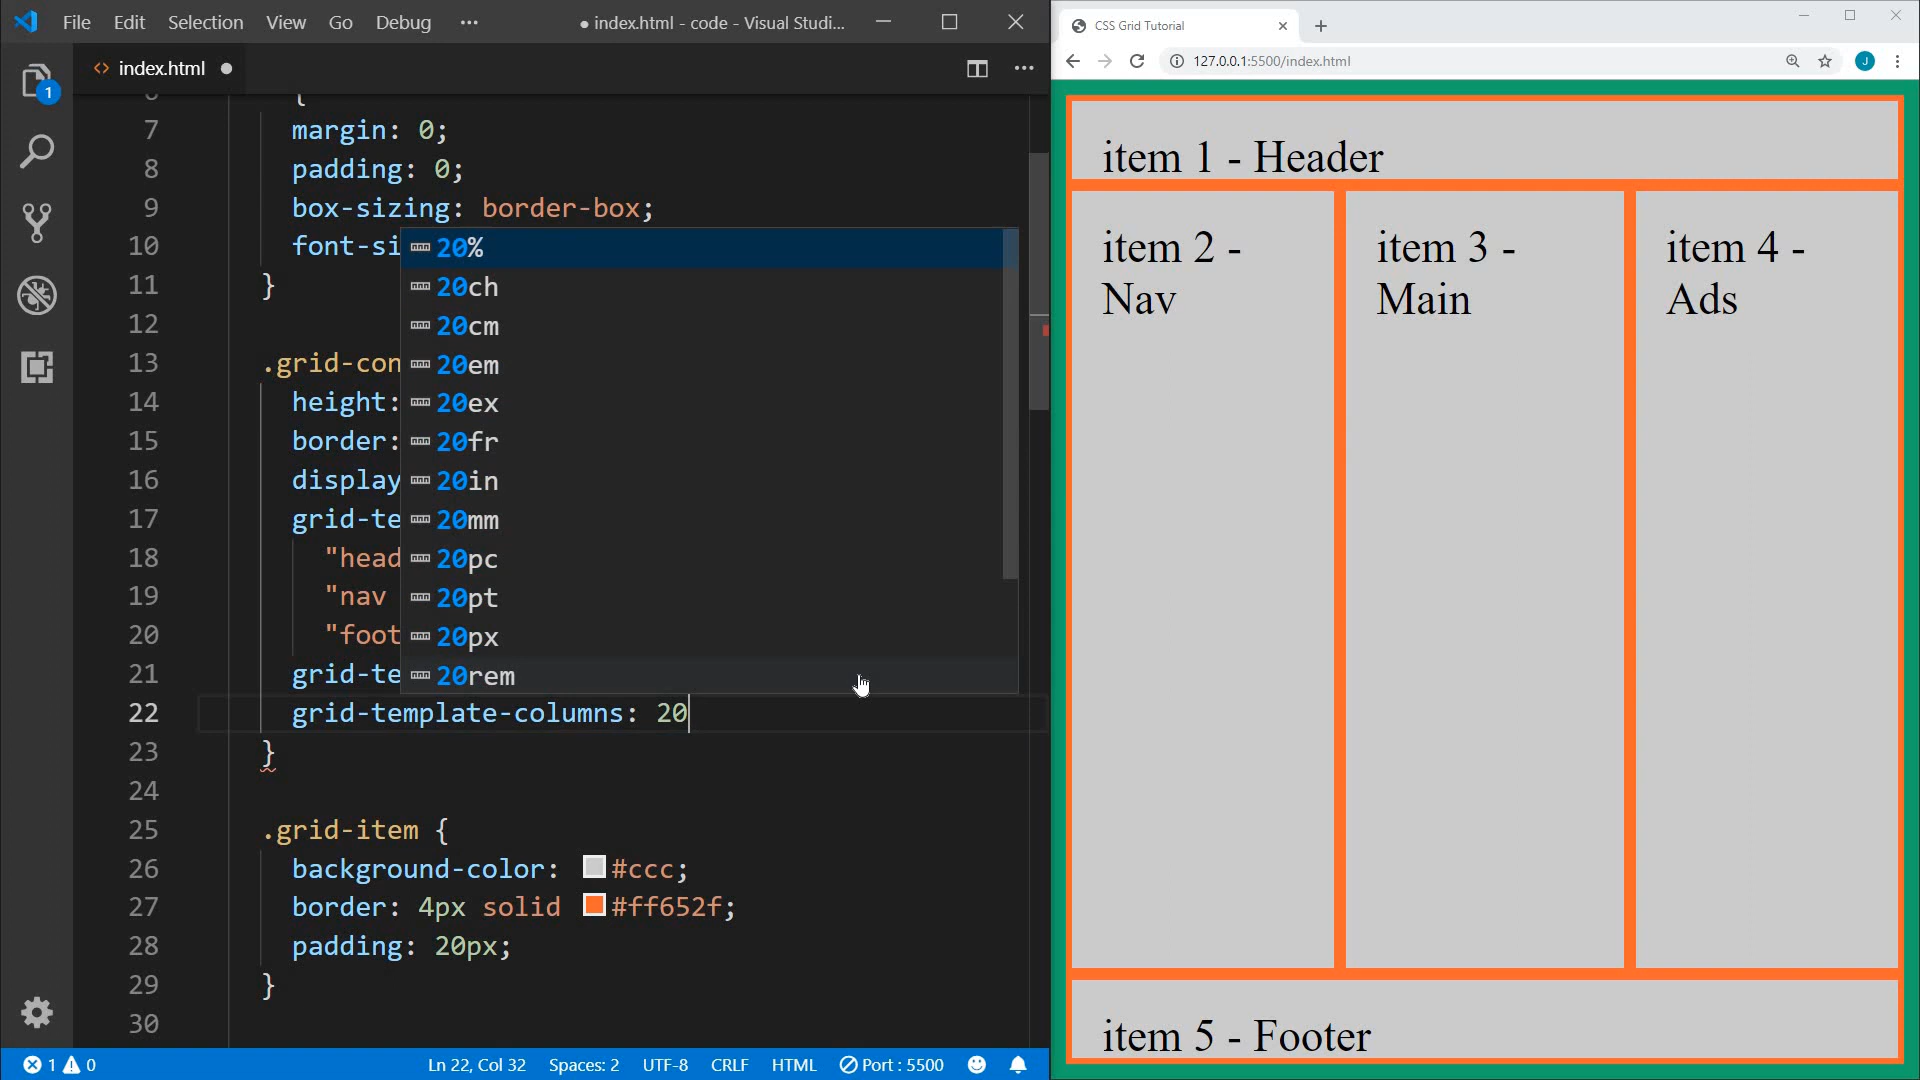 File Edit Selection View Go Debug ••• ● index.html - code - Visual Studi...
1
<> index.html ●
{
7 margin: 0;
8 padding: 0;
9 box-sizing: border-box;
10 font-si
11 }
12
13 .grid-con
14 height:
15 border:
16 display
17 grid-te
18 "head
19 "nav
20 "foot
21 grid-te
22 grid-template-columns: 20
23 }
24
25 .grid-item {
26 background-color: #ccc;
27 border: 4px solid #ff652f;
28 padding: 20px;
29 }
30
20%
20ch
20cm
20em
20ex
20fr
20in
20mm
20pc
20pt
20px
20rem
1 0 Ln 22, Col 32 Spaces: 2 UTF-8 CRLF HTML Port : 5500
CSS Grid Tutorial
127.0.0.1:5500/index.html J
item 1 - Header
item 2 -
Nav
item 3 -
Main
item 4 -
Ads
item 5 - Footer